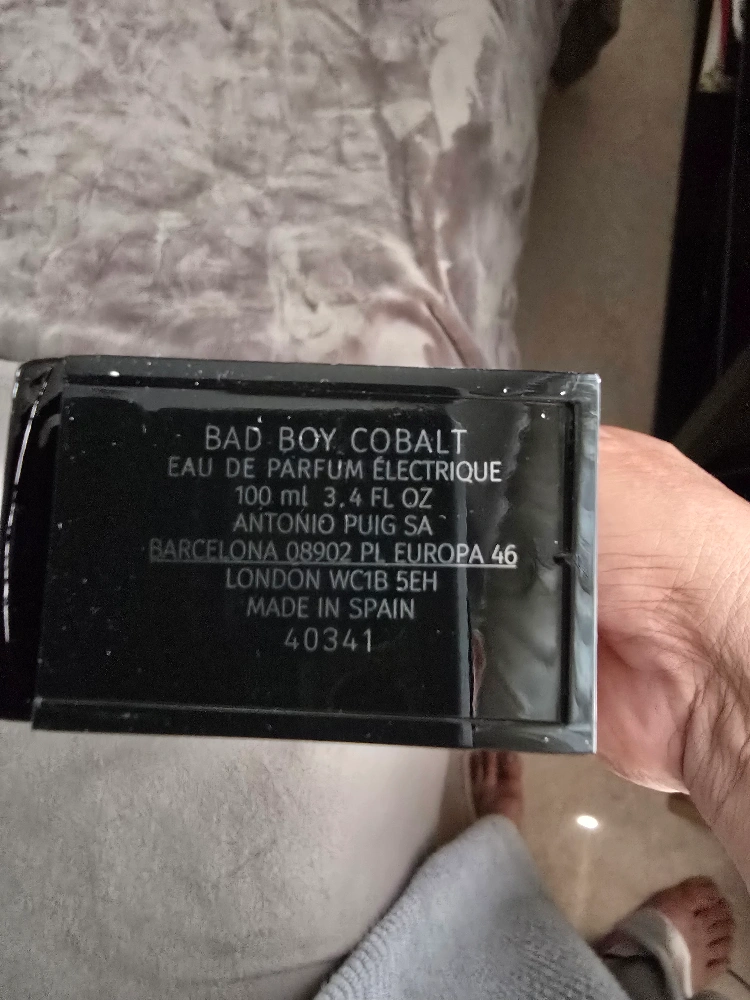 BAD BOY COBALT
EAU DE PARFUM ÉLECTRIQUE
100 ml 3.4 FL OZ
ANTONIO PUIG SA
BARCELONA 08902 PL EUROPA 46
LONDON WC1B 5EH
MADE IN SPAIN
40341